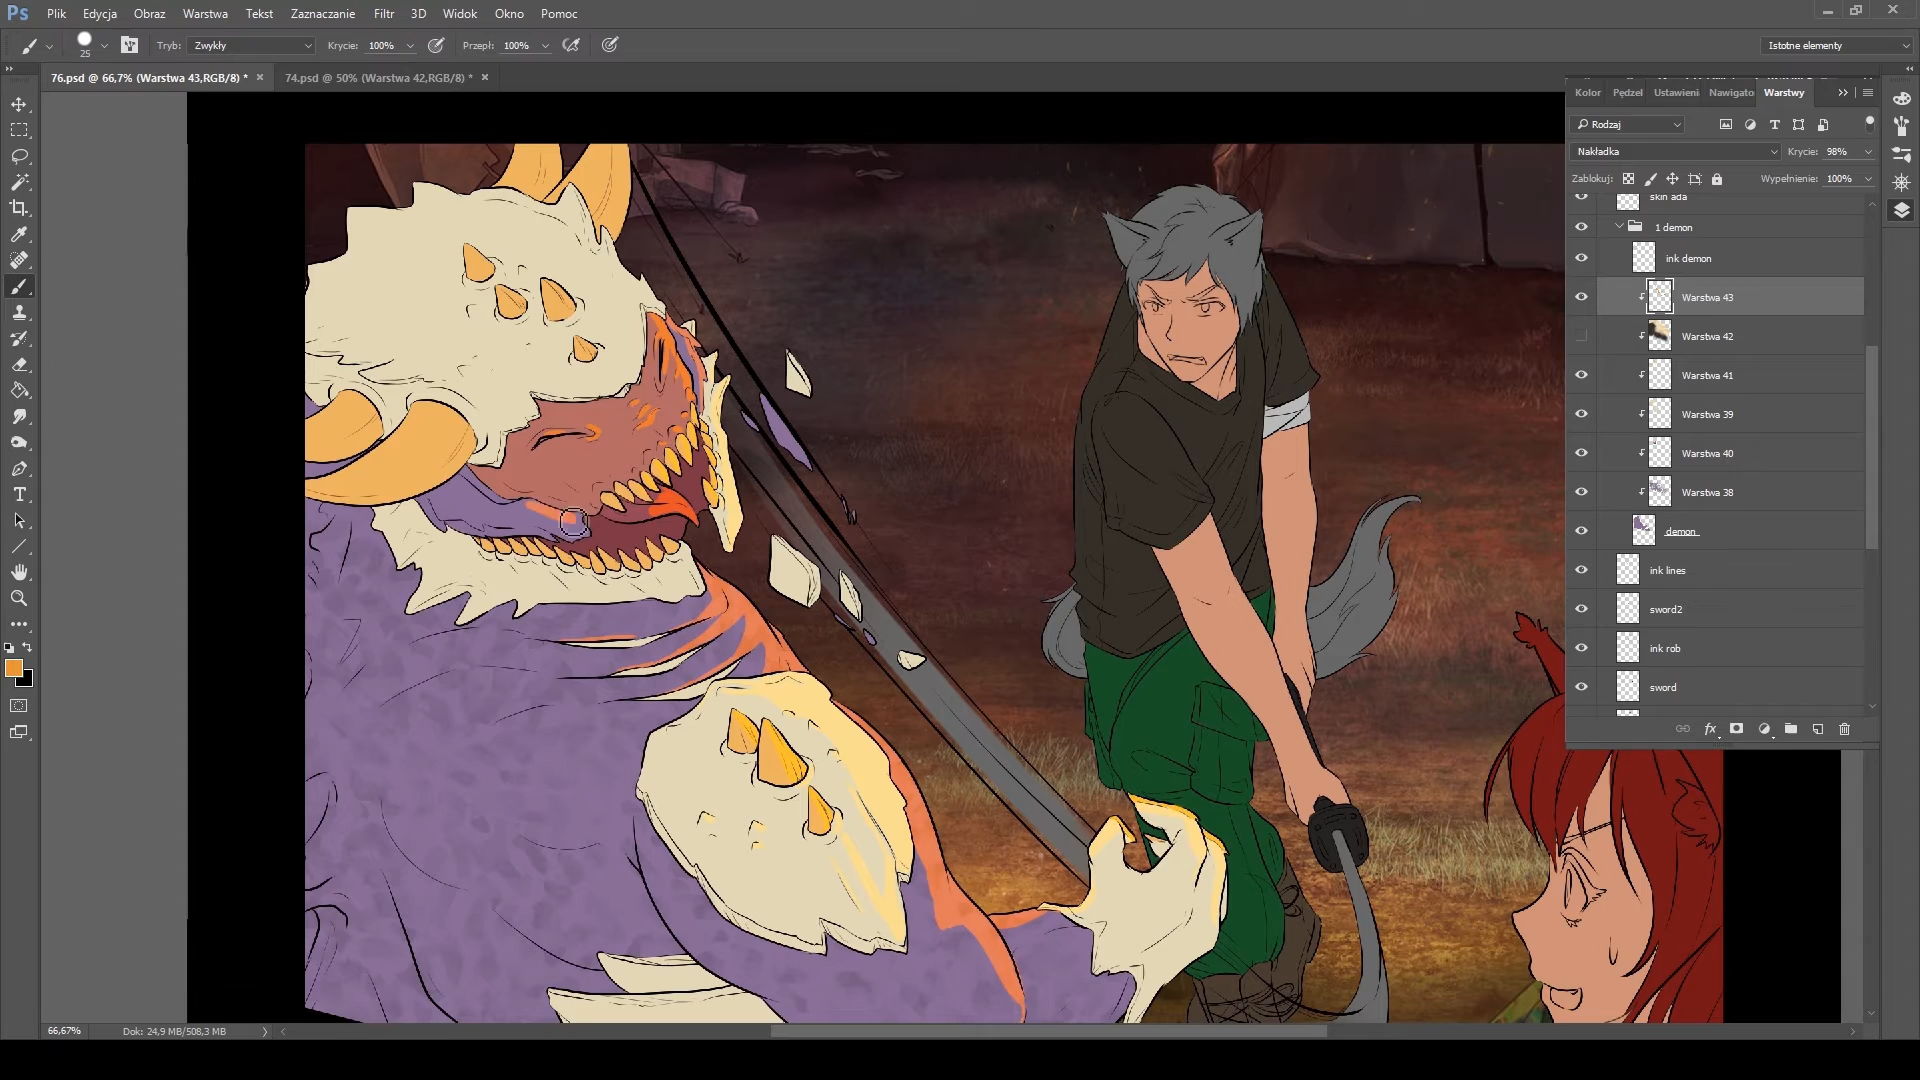 Ps Plik Edycja Obraz Warstwa Tekst Zaznaczanie Filtr 3D Widok Okno Pomoc
25 Tryb: Zwykły Krycie: 100% Przepł: 100% Istotne elementy
76.psd @ 66,7% (Warstwa 43,RGB/8) * × 74.psd @ 50% (Warstwa 42,RGB/8) * ×
Kolor Pędzel Ustawieni Nawigato Warstwy
Rodzaj
Nakładka Krycie: 98%
Zablokuj: Wypełnienie: 100%
skin ada
1 demon
ink demon
Warstwa 43
Warstwa 42
Warstwa 41
Warstwa 39
Warstwa 40
Warstwa 38
demon
ink lines
sword2
ink rob
sword
fx
66,67% Dok: 24,9 MB/508,3 MB